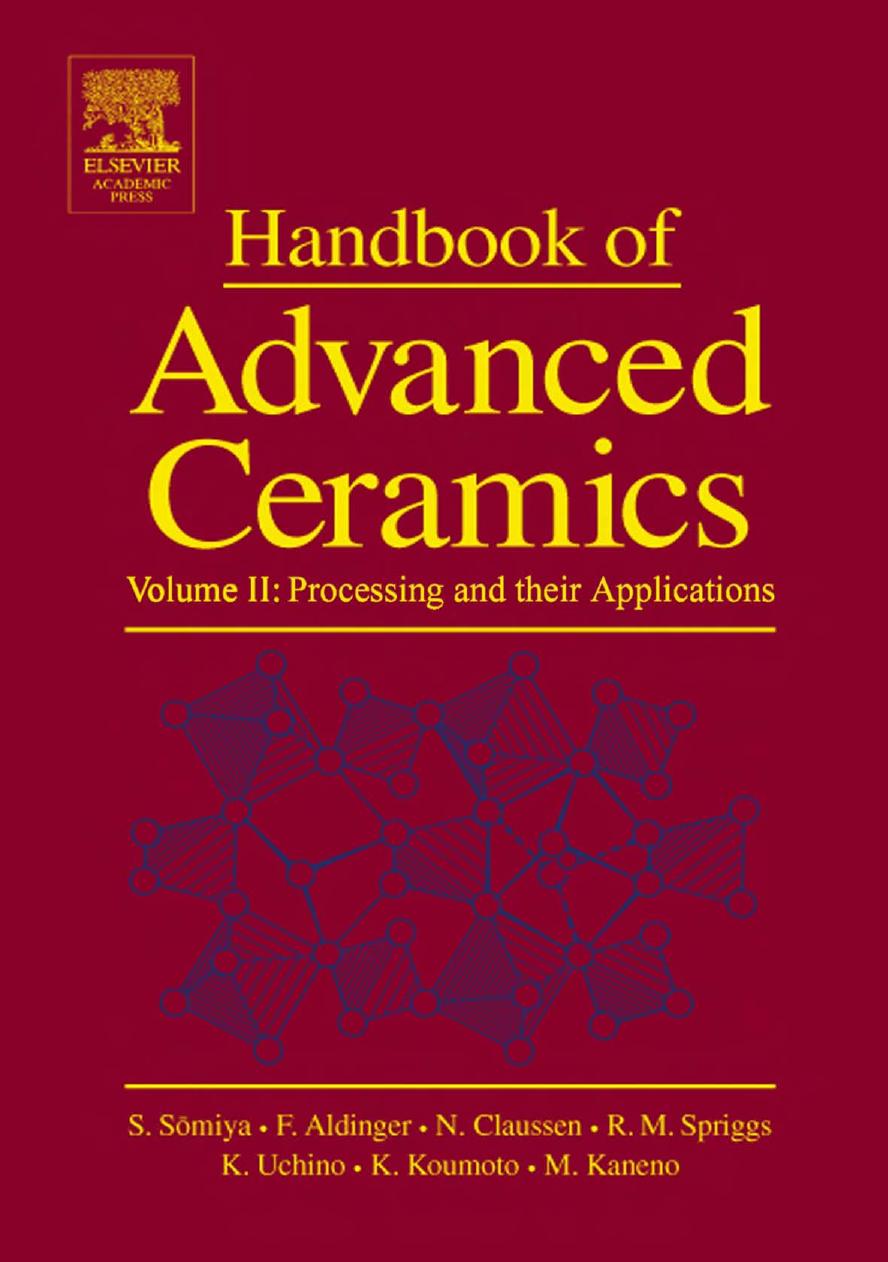 ELSEVIER
ACADEMIC
PRESS
Handbook of
Advanced
Ceramics
Volume II: Processing and their Applications
S. Sōmiya • F. Aldinger • N. Claussen • R. M. Spriggs
K. Uchino • K. Koumoto • M. Kaneno